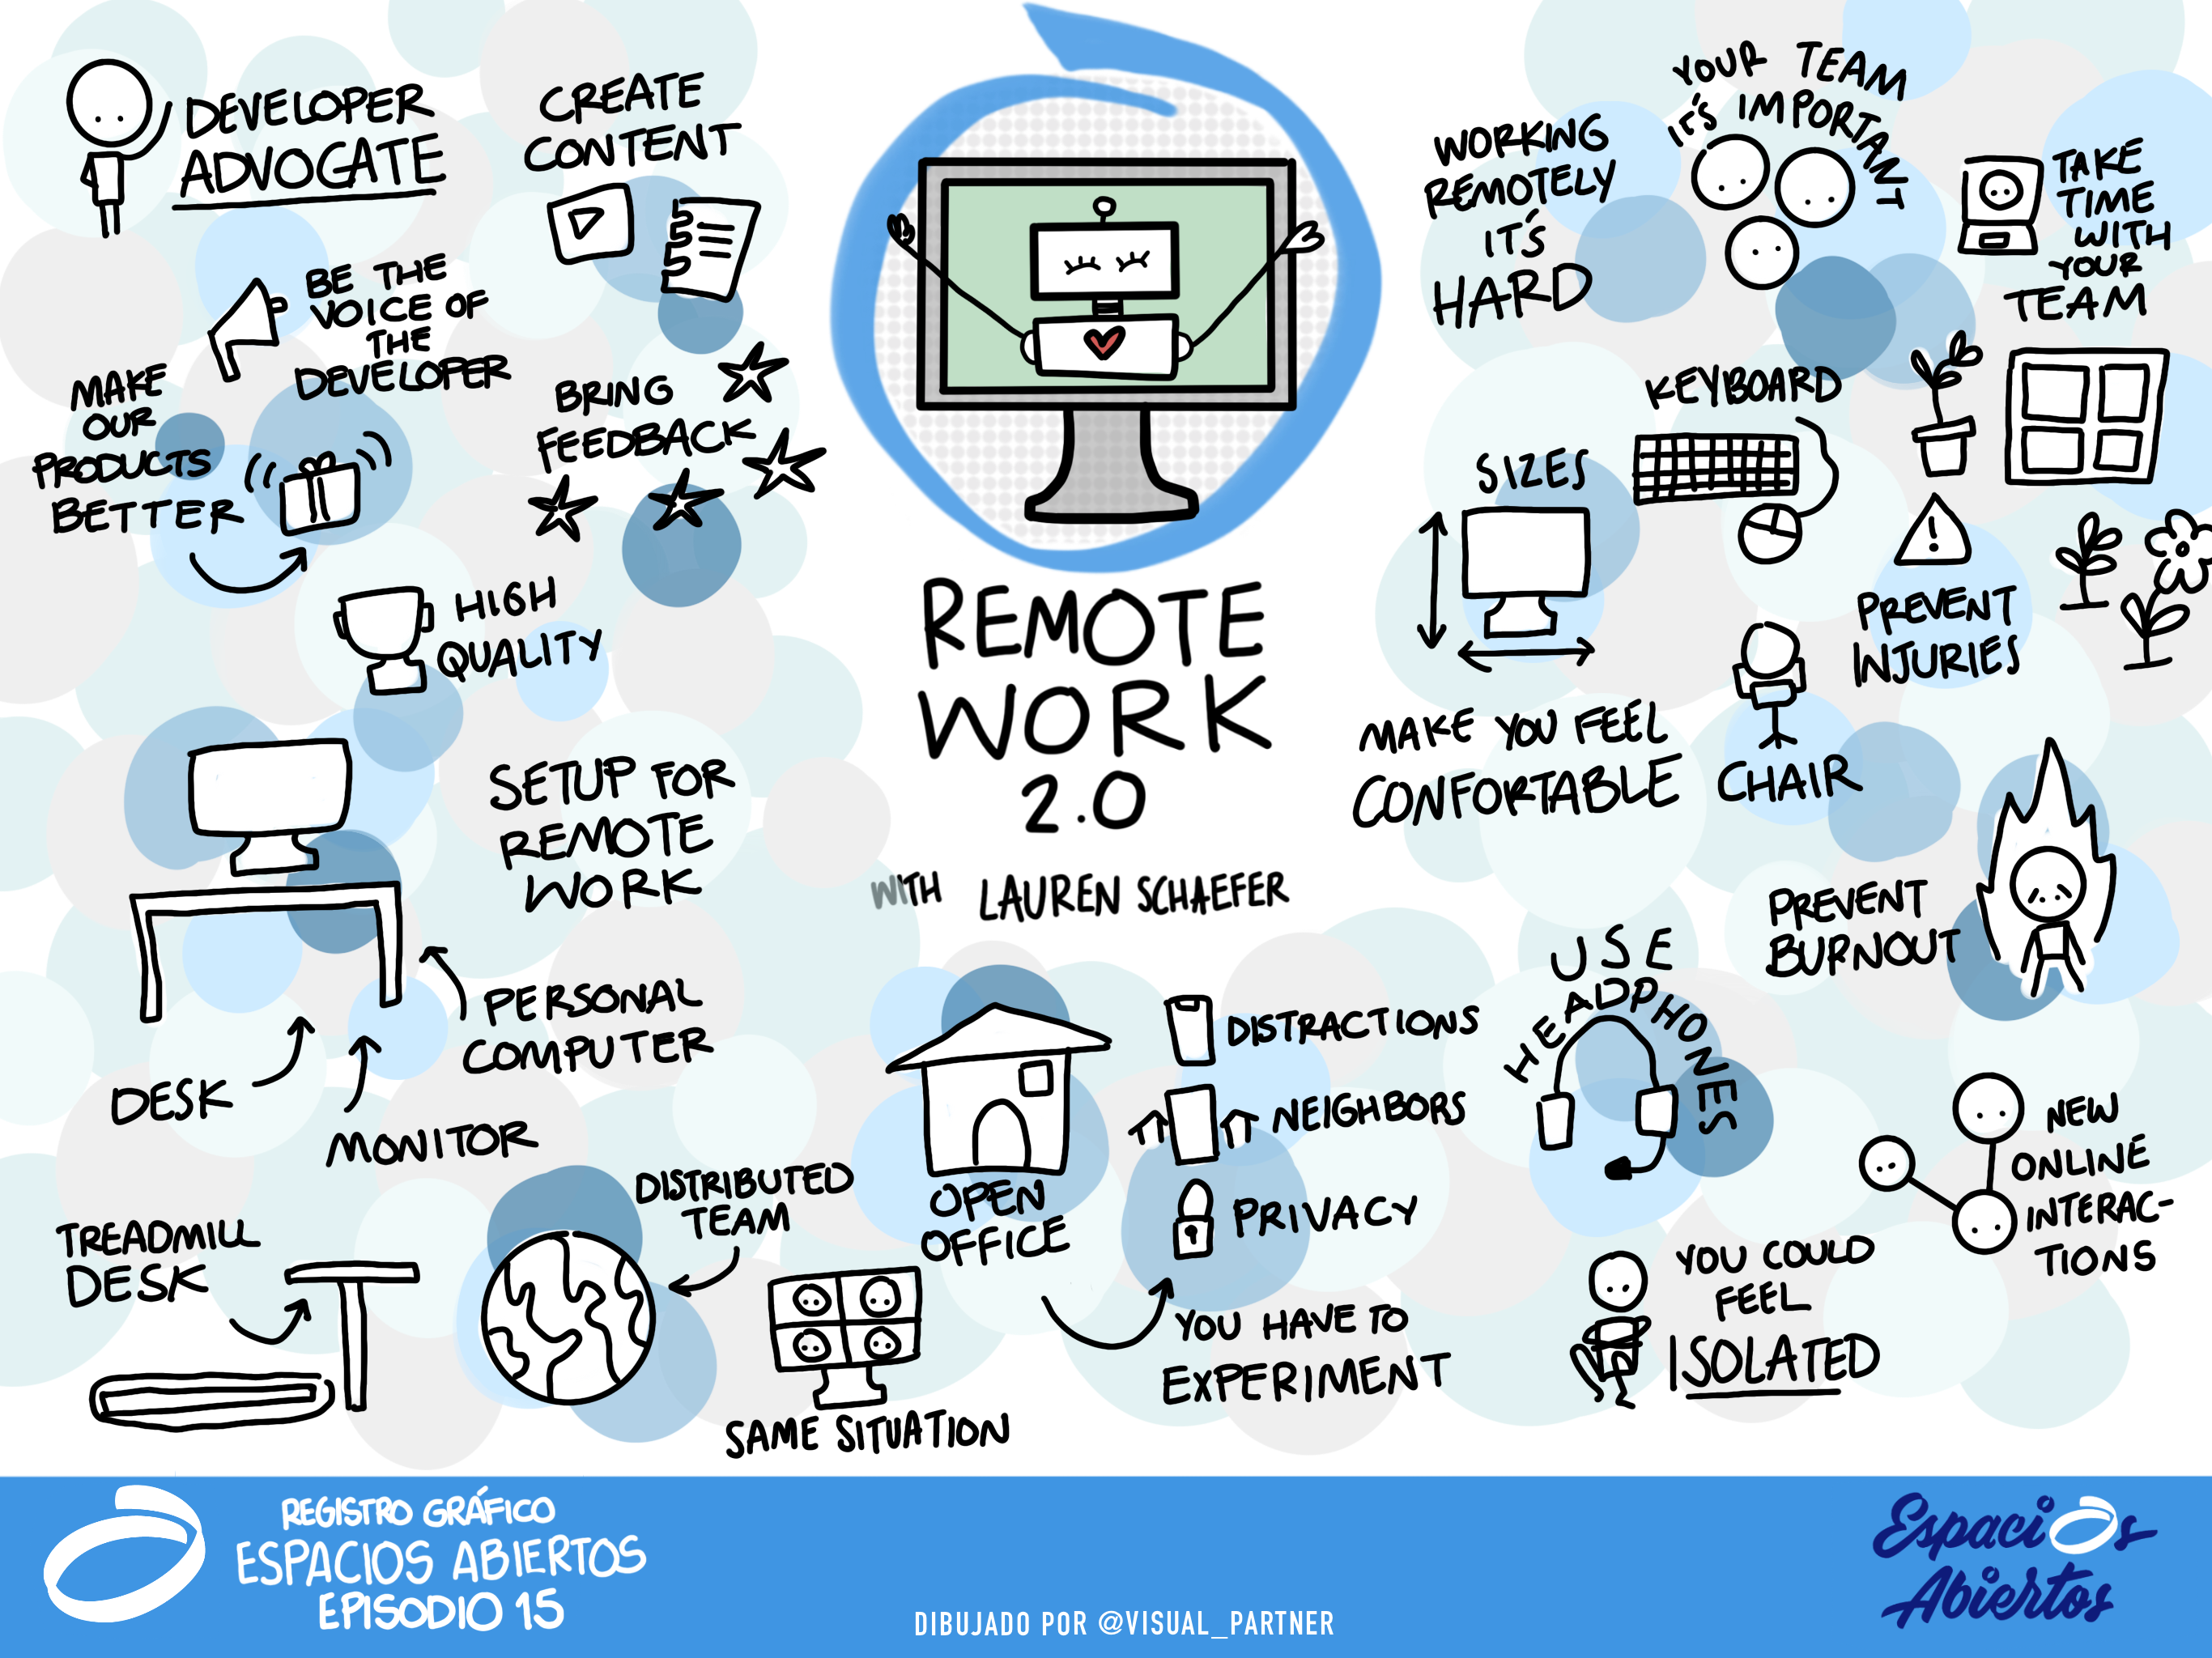 DEVELOPER
ADVOCATE
CREATE
CONTENT
BE THE
VOICE OF
THE
DEVELOPER
MAKE
OUR
PRODUCTS
BETTER
BRING
FEEDBACK
HIGH
QUALITY
SETUP FOR
REMOTE
WORK
PERSONAL
COMPUTER
DESK
MONITOR
TREADMILL
DESK
DISTRIBUTED
TEAM
SAME SITUATION
REMOTE
WORK
2.0
WITH LAUREN SCHAEFER
OPEN
OFFICE
DISTRACTIONS
NEIGHBORS
PRIVACY
YOU HAVE TO
EXPERIMENT
WORKING
REMOTELY
IT'S
HARD
YOUR TEAM
IT'S IMPORTANT
TAKE
TIME
WITH
YOUR
TEAM
KEYBOARD
SIZES
PREVENT
INJURIES
MAKE YOU FEEL
CONFORTABLE
CHAIR
PREVENT
BURNOUT
USE
HEADPHONES
NEW
ONLINE
INTERAC-
TIONS
YOU COULD
FEEL
ISOLATED
REGISTRO GRÁFICO
ESPACIOS ABIERTOS
EPISODIO 15
DIBUJADO POR @VISUAL_PARTNER
Espacios
Abiertos